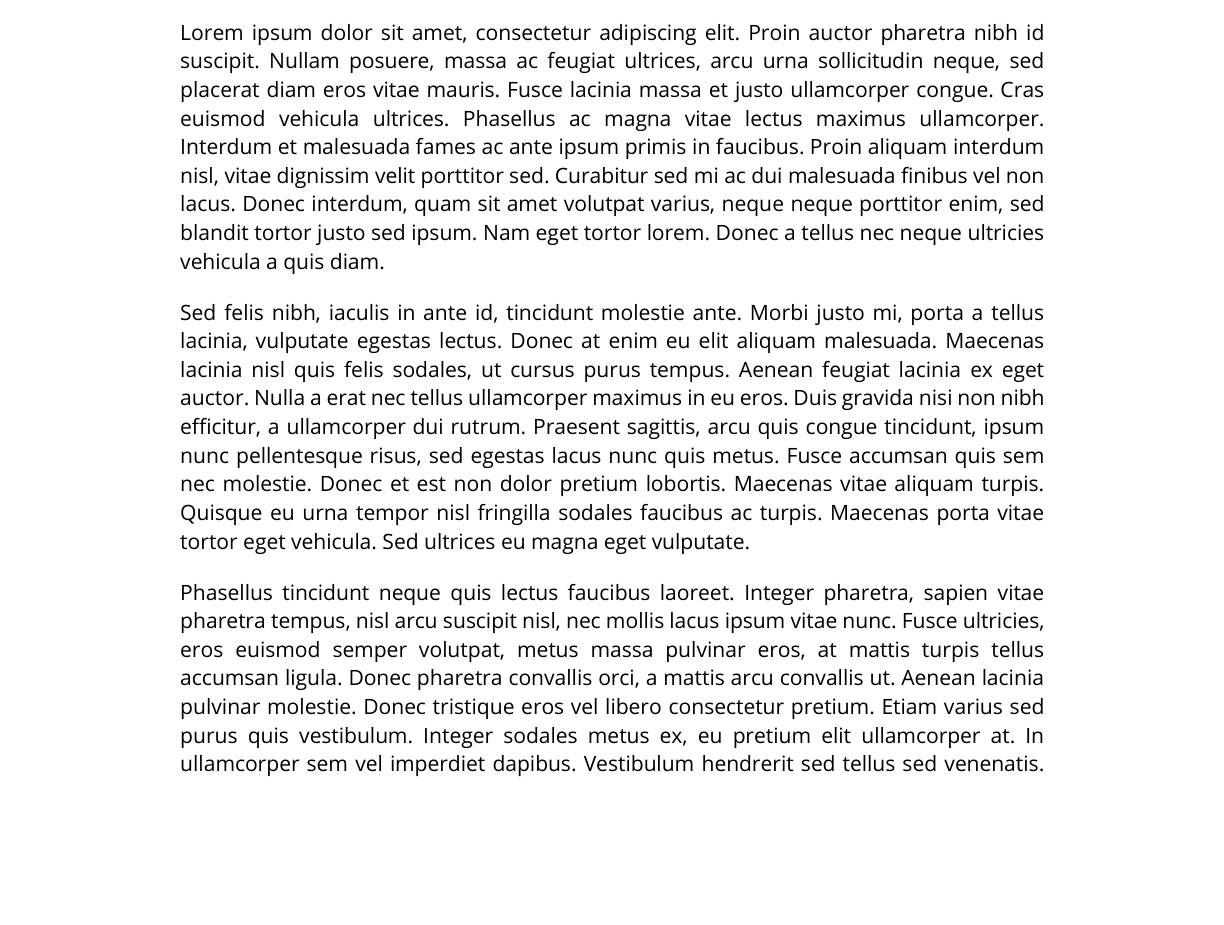 Lorem ipsum dolor sit amet, consectetur adipiscing elit. Proin auctor pharetra nibh id
suscipit. Nullam posuere, massa ac feugiat ultrices, arcu urna sollicitudin neque, sed
placerat diam eros vitae mauris. Fusce lacinia massa et justo ullamcorper congue. Cras
euismod vehicula ultrices. Phasellus ac magna vitae lectus maximus ullamcorper.
Interdum et malesuada fames ac ante ipsum primis in faucibus. Proin aliquam interdum
nisl, vitae dignissim velit porttitor sed. Curabitur sed mi ac dui malesuada finibus vel non
lacus. Donec interdum, quam sit amet volutpat varius, neque neque porttitor enim, sed
blandit tortor justo sed ipsum. Nam eget tortor lorem. Donec a tellus nec neque ultricies
vehicula a quis diam.
Sed felis nibh, iaculis in ante id, tincidunt molestie ante. Morbi justo mi, porta a tellus
lacinia, vulputate egestas lectus. Donec at enim eu elit aliquam malesuada. Maecenas
lacinia nisl quis felis sodales, ut cursus purus tempus. Aenean feugiat lacinia ex eget
auctor. Nulla a erat nec tellus ullamcorper maximus in eu eros. Duis gravida nisi non nibh
efficitur, a ullamcorper dui rutrum. Praesent sagittis, arcu quis congue tincidunt, ipsum
nunc pellentesque risus, sed egestas lacus nunc quis metus. Fusce accumsan quis sem
nec molestie. Donec et est non dolor pretium lobortis. Maecenas vitae aliquam turpis.
Quisque eu urna tempor nisl fringilla sodales faucibus ac turpis. Maecenas porta vitae
tortor eget vehicula. Sed ultrices eu magna eget vulputate.
Phasellus tincidunt neque quis lectus faucibus laoreet. Integer pharetra, sapien vitae
pharetra tempus, nisl arcu suscipit nisl, nec mollis lacus ipsum vitae nunc. Fusce ultricies,
eros euismod semper volutpat, metus massa pulvinar eros, at mattis turpis tellus
accumsan ligula. Donec pharetra convallis orci, a mattis arcu convallis ut. Aenean lacinia
pulvinar molestie. Donec tristique eros vel libero consectetur pretium. Etiam varius sed
purus quis vestibulum. Integer sodales metus ex, eu pretium elit ullamcorper at. In
ullamcorper sem vel imperdiet dapibus. Vestibulum hendrerit sed tellus sed venenatis.